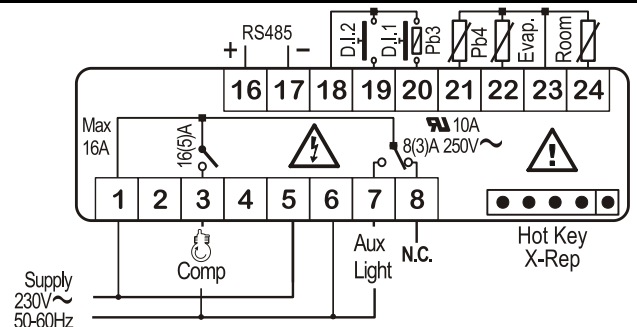 RS485
+ −
D.I.2
D.I.1
Pb3
Pb4
Evap.
Room
16 17 18 19 20 21 22 23 24
Max
16A
16(5)A
10A
8(3)A 250V~
1 2 3 4 5 6 7 8
Comp
Aux
Light
N.C.
Hot Key
X-Rep
Supply
230V~
50-60Hz